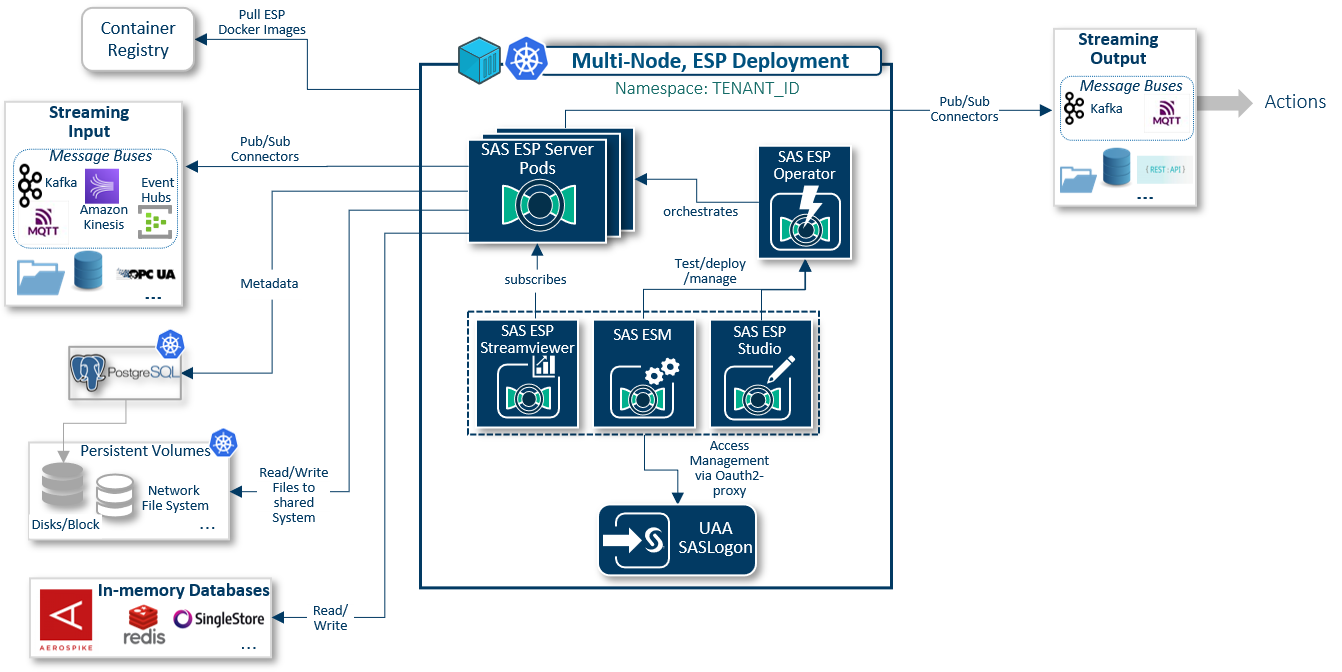 Container
Registry
Pull ESP
Docker Images
Multi-Node, ESP Deployment
Namespace: TENANT_ID
Streaming
Output
Message Buses
Kafka
MQTT
{REST:API}
...
Actions
Pub/Sub
Connectors
Streaming
Input
Message Buses
Kafka
Amazon
Kinesis
Event
Hubs
MQTT
OPC UA
...
Pub/Sub
Connectors
SAS ESP Server
Pods
SAS ESP
Operator
orchestrates
Metadata
subscribes
Test/deploy
/manage
SAS ESP
Streamviewer
SAS ESM
SAS ESP
Studio
PostgreSQL
Persistent Volumes
Network
File System
Disks/Block
...
Read/Write
Files to
shared
System
Access
Management
via Oauth2-
proxy
UAA
SASLogon
In-memory Databases
AEROSPIKE
redis
SingleStore
...
Read/
Write